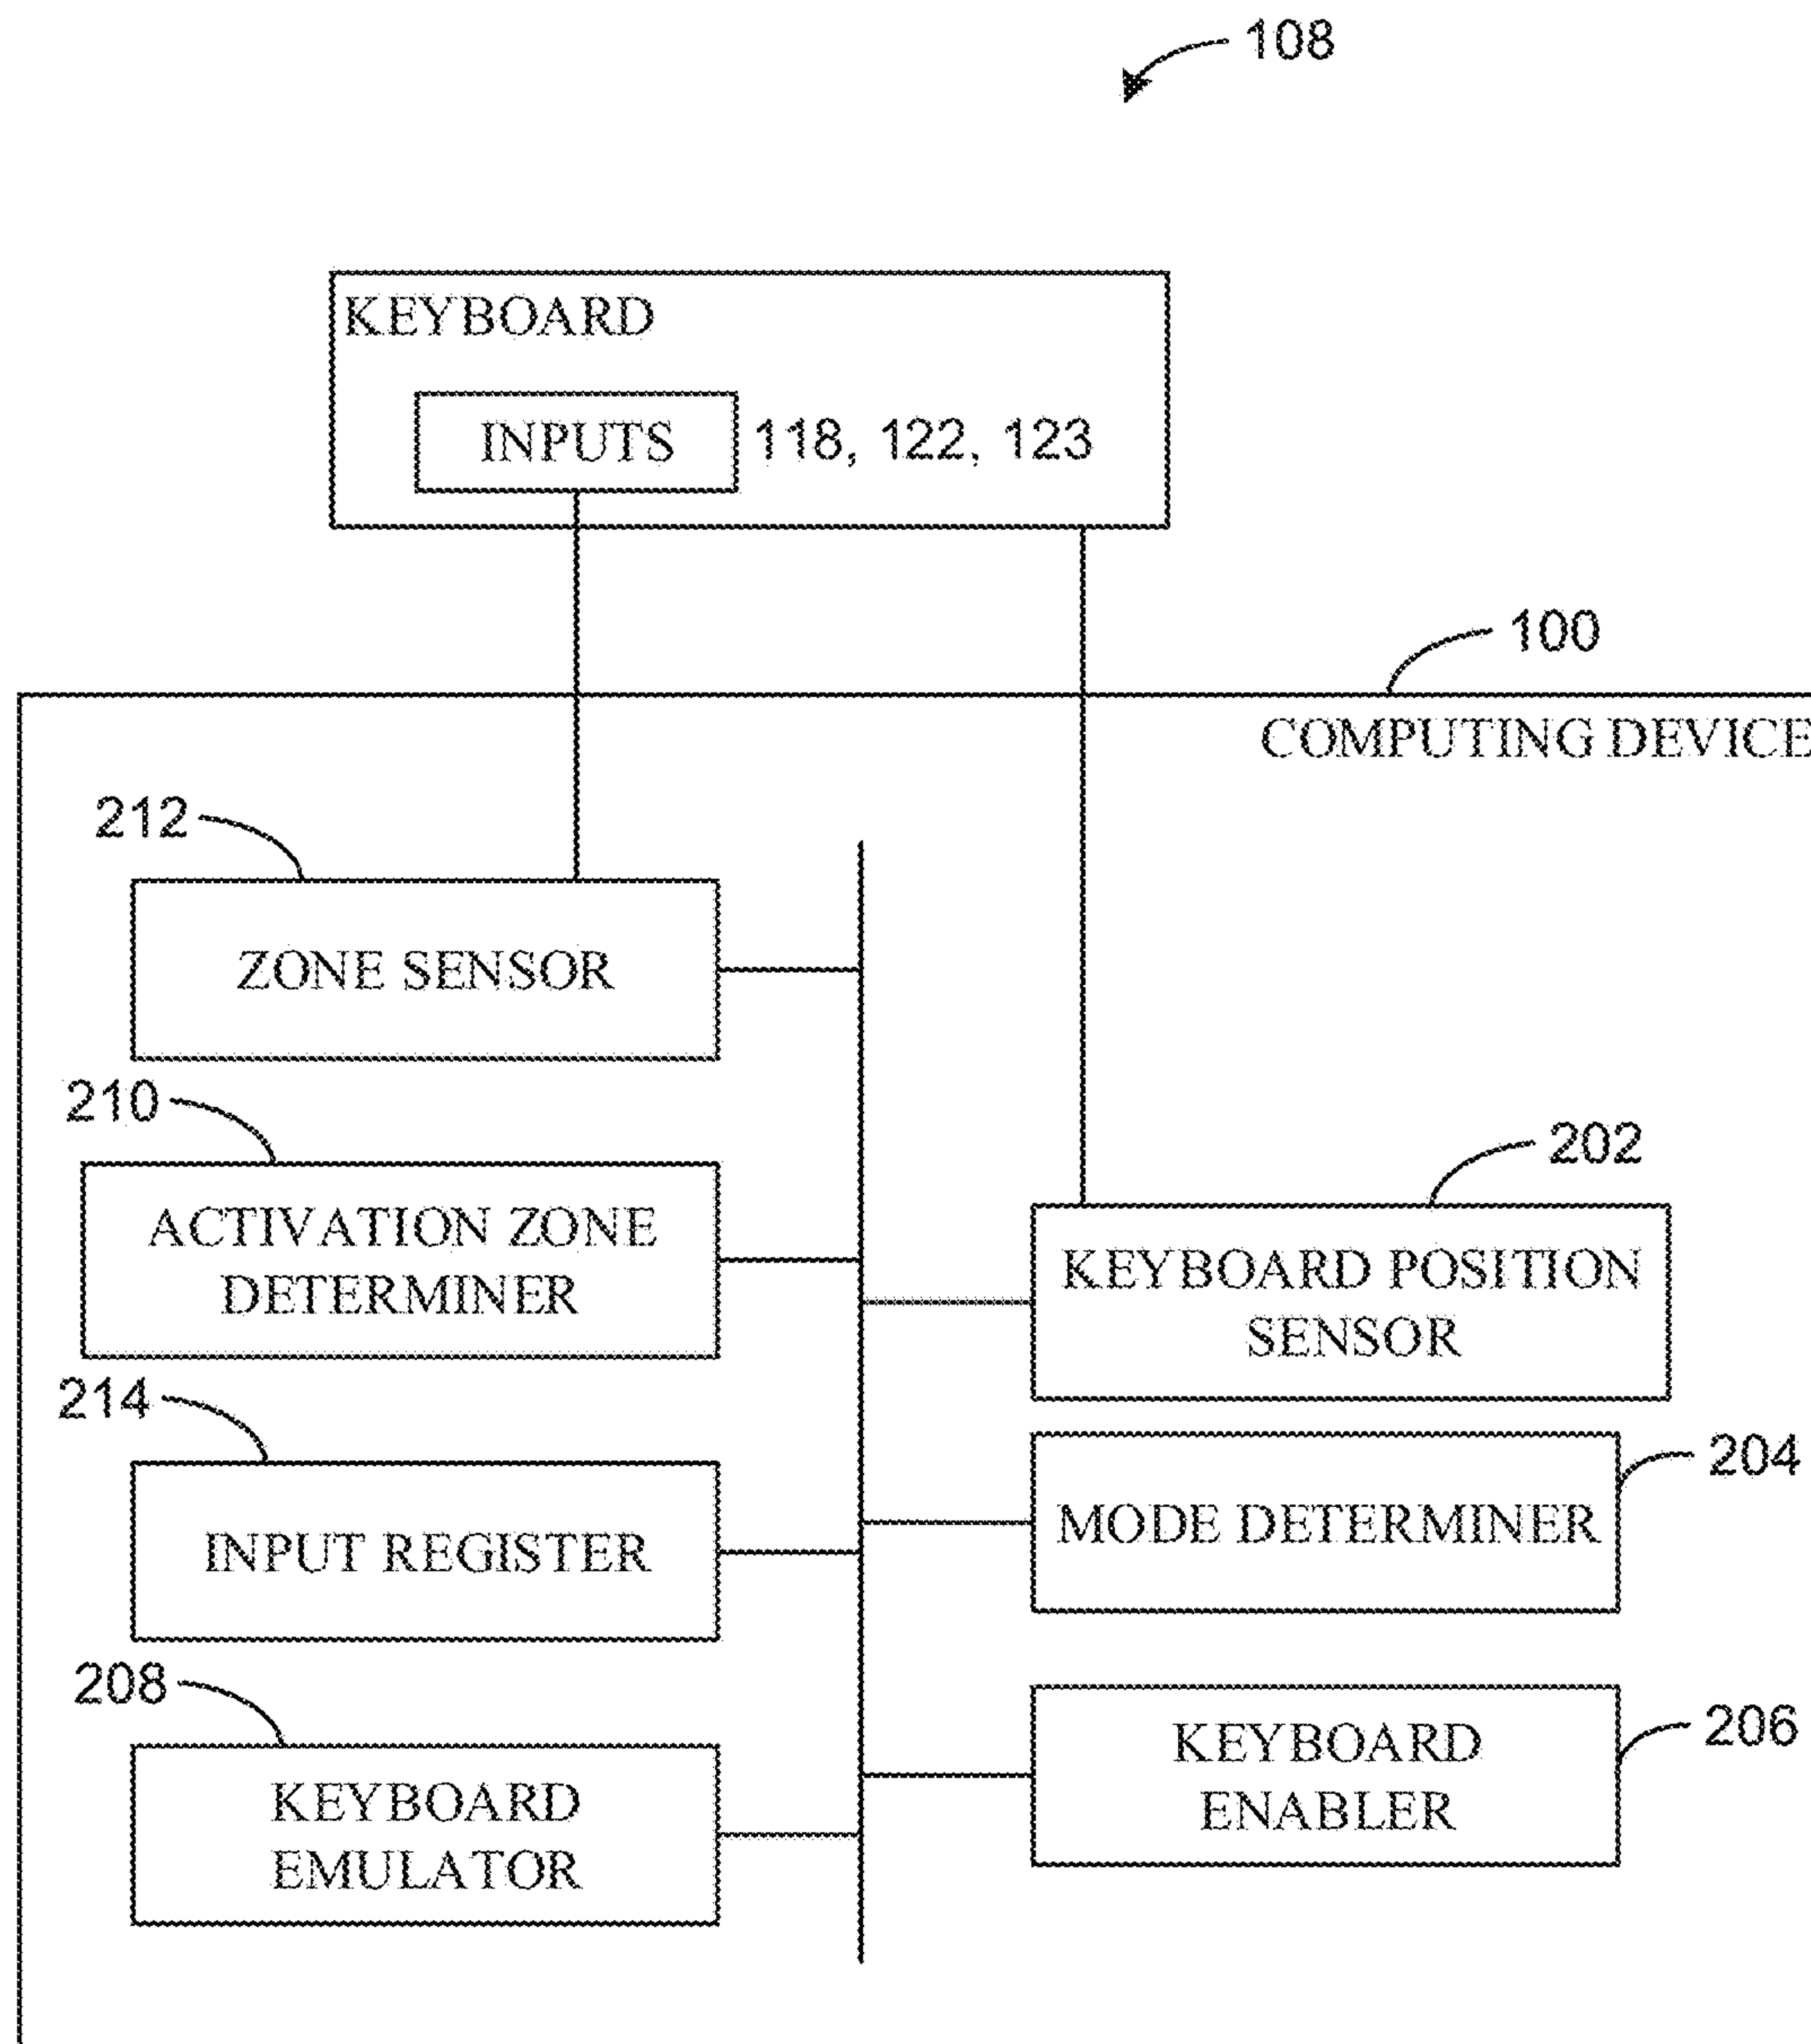 108
KEYBOARD
INPUTS
118, 122, 123
100
COMPUTING DEVICE
212
ZONE SENSOR
210
ACTIVATION ZONE
DETERMINER
202
KEYBOARD POSITION
SENSOR
214
INPUT REGISTER
204
MODE DETERMINER
208
KEYBOARD
EMULATOR
206
KEYBOARD
ENABLER